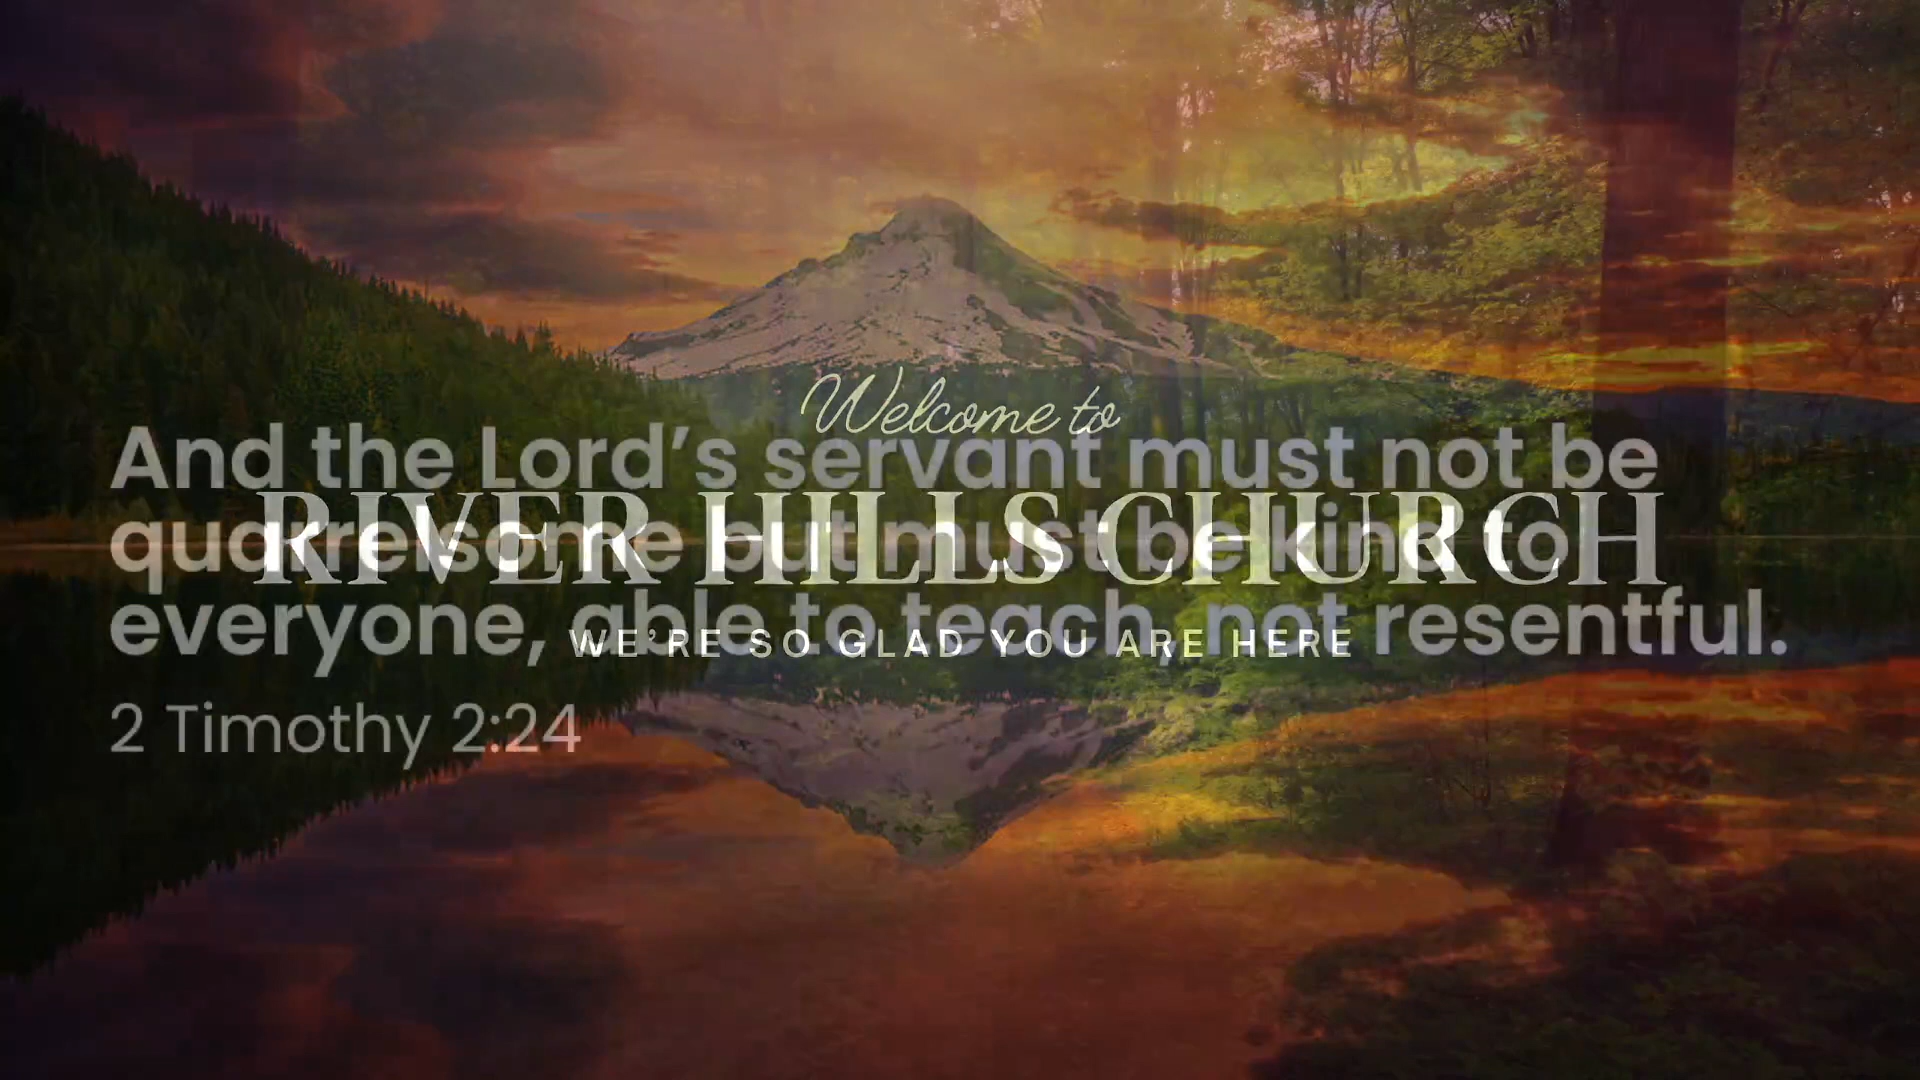 Welcome to
And the Lord’s servant must not be
RIVER HILLS CHURCH
quarrelsome but must be kind to
everyone, able to teach, not resentful.
WE’RE SO GLAD YOU ARE HERE
2 Timothy 2:24